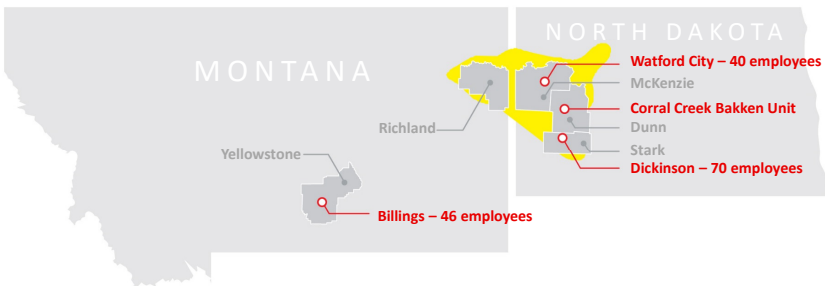 NORTH DAKOTA
MONTANA
Watford City – 40 employees
McKenzie
Corral Creek Bakken Unit
Richland
Dunn
Stark
Yellowstone
Dickinson – 70 employees
Billings – 46 employees